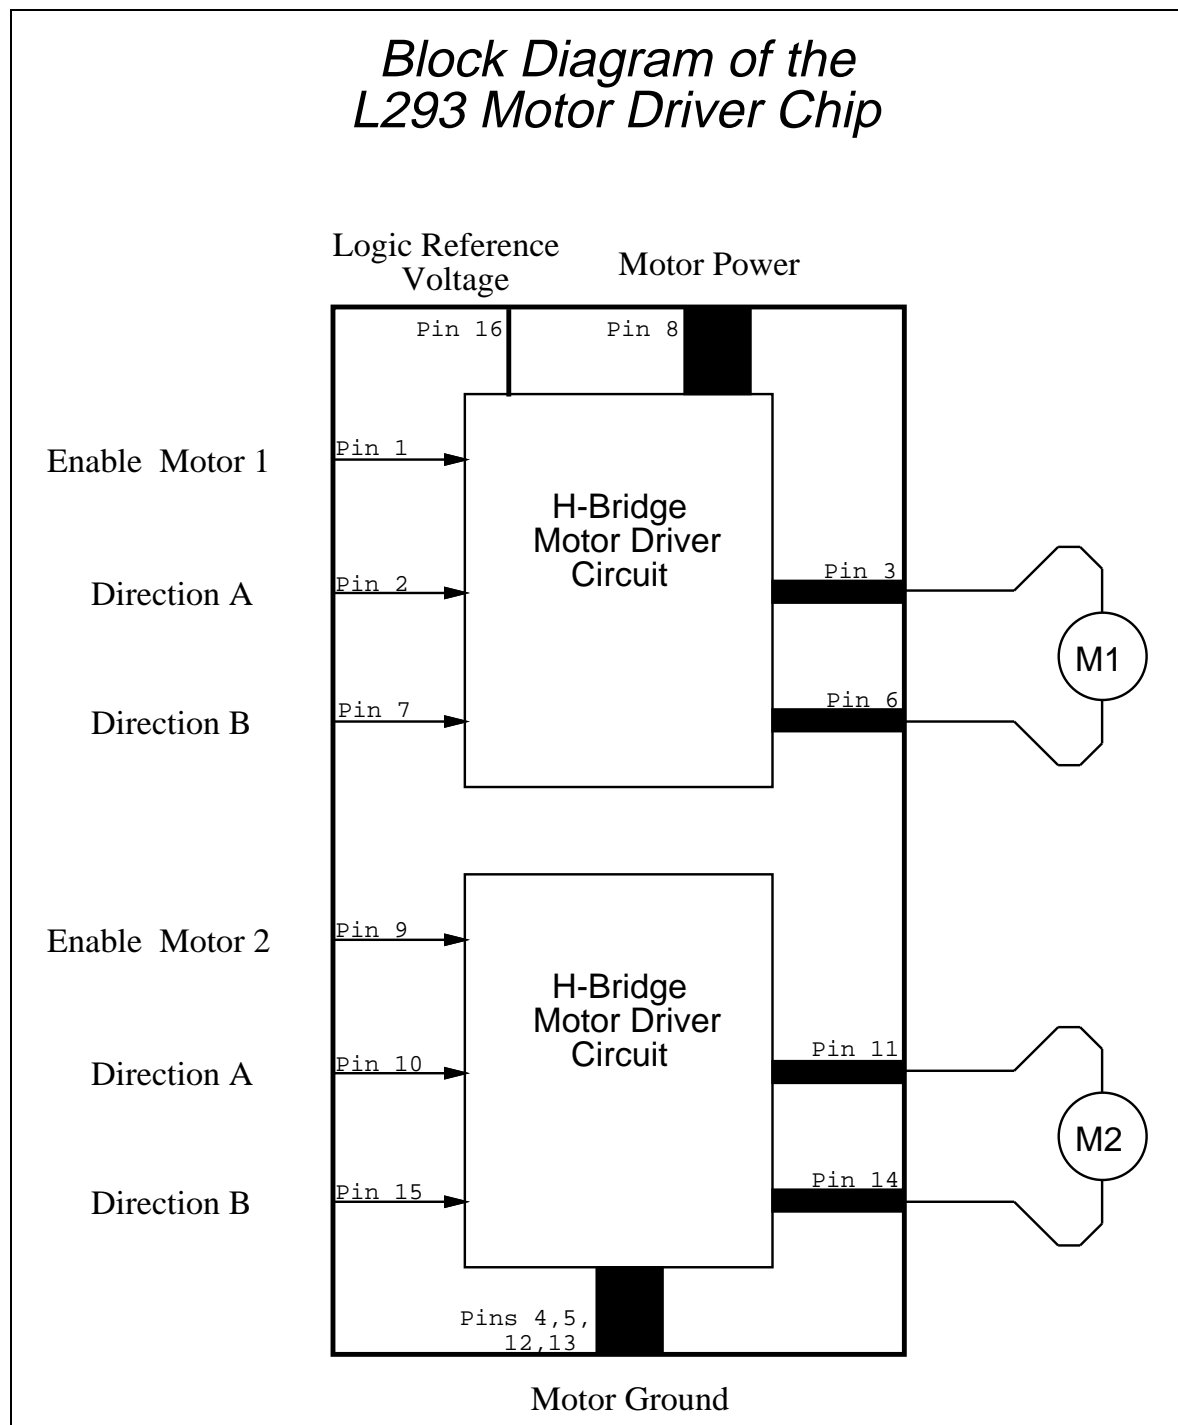 Block Diagram of the
L293 Motor Driver Chip
Logic Reference
Voltage
Motor Power
Pin 16
Pin 8
Enable Motor 1
Pin 1
H-Bridge
Motor Driver
Circuit
Direction A
Pin 2
Pin 3
M1
Direction B
Pin 7
Pin 6
Enable Motor 2
Pin 9
H-Bridge
Motor Driver
Circuit
Direction A
Pin 10
Pin 11
M2
Direction B
Pin 15
Pin 14
Pins 4,5,
12,13
Motor Ground